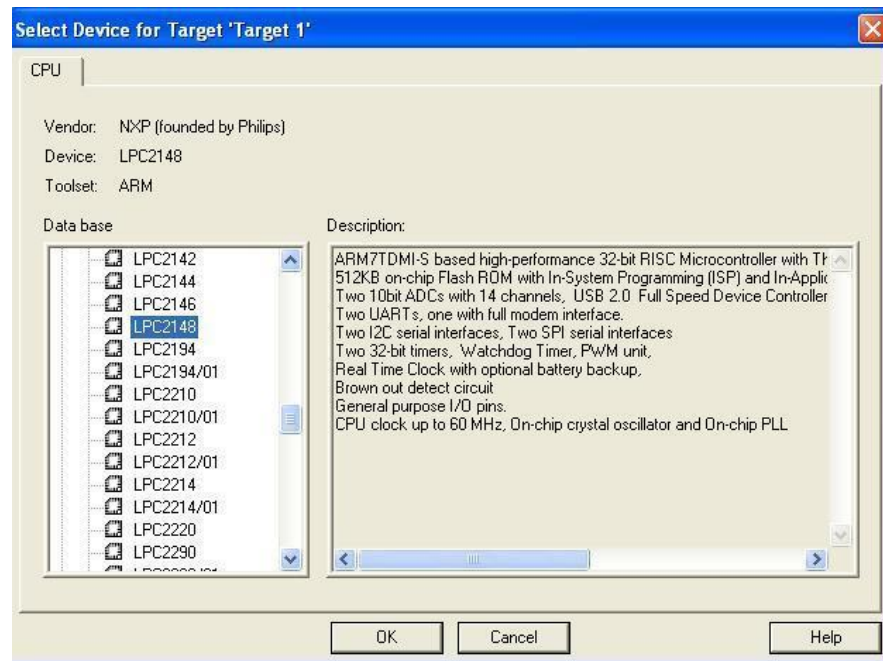 Select Device for Target 'Target 1'
CPU
Vendor: NXP (founded by Philips)
Device: LPC2148
Toolset: ARM
Data base
LPC2142
LPC2144
LPC2146
LPC2148
LPC2194
LPC2194/01
LPC2210
LPC2210/01
LPC2212
LPC2212/01
LPC2214
LPC2214/01
LPC2220
LPC2290
Description:
ARM7TDMI-S based high-performance 32-bit RISC Microcontroller with
512KB on-chip Flash ROM with In-System Programming (ISP) and
Two 10bit ADCs with 14 channels, USB 2.0 Full Speed Device Controller
Two UARTs, one with full modem interface.
Two I2C serial interfaces, Two SPI serial interfaces
Two 32-bit timers, Watchdog Timer, PWM unit,
Real Time Clock with optional battery backup,
Brown out detect circuit
General purpose I/O pins.
CPU clock up to 60 MHz, On-chip crystal oscillator and On-chip PLL
OK
Cancel
Help